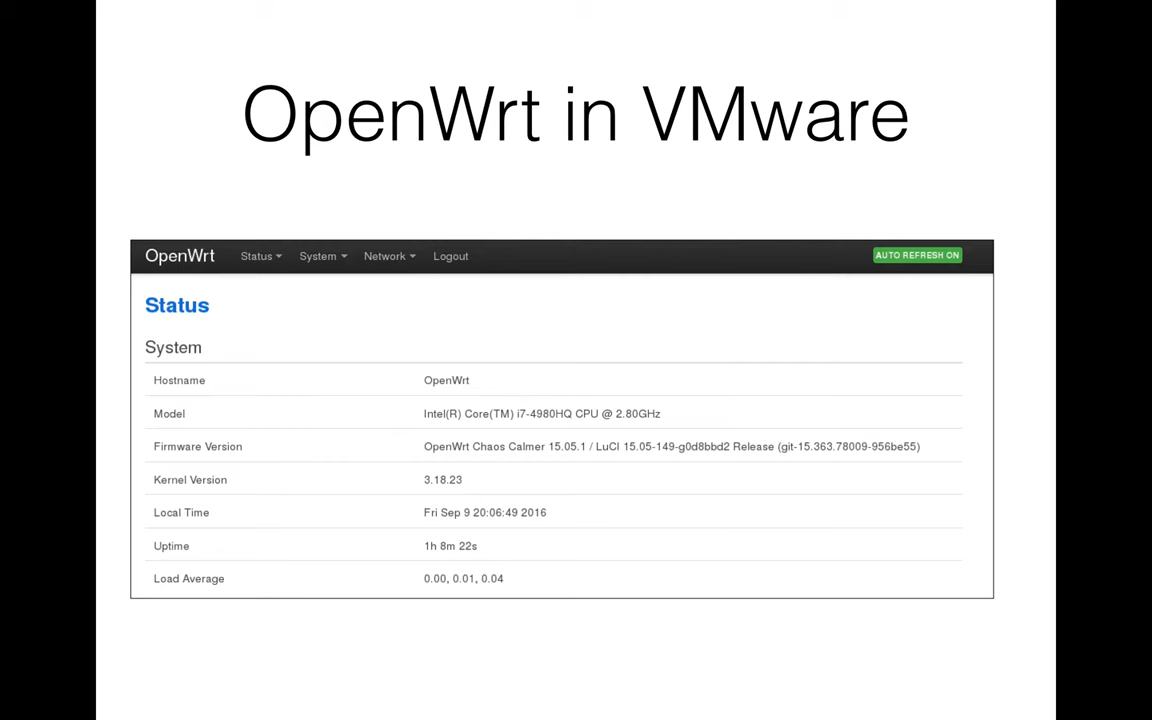 OpenWrt in VMware
OpenWrt Status System Network Logout AUTO REFRESH ON
Status
System
Hostname OpenWrt
Model Intel(R) Core(TM) i7-4980HQ CPU @ 2.80GHz
Firmware Version OpenWrt Chaos Calmer 15.05.1 / LuCI 15.05-149-g0d8bbd2 Release (git-15.363.78009-956be55)
Kernel Version 3.18.23
Local Time Fri Sep 9 20:06:49 2016
Uptime 1h 8m 22s
Load Average 0.00, 0.01, 0.04